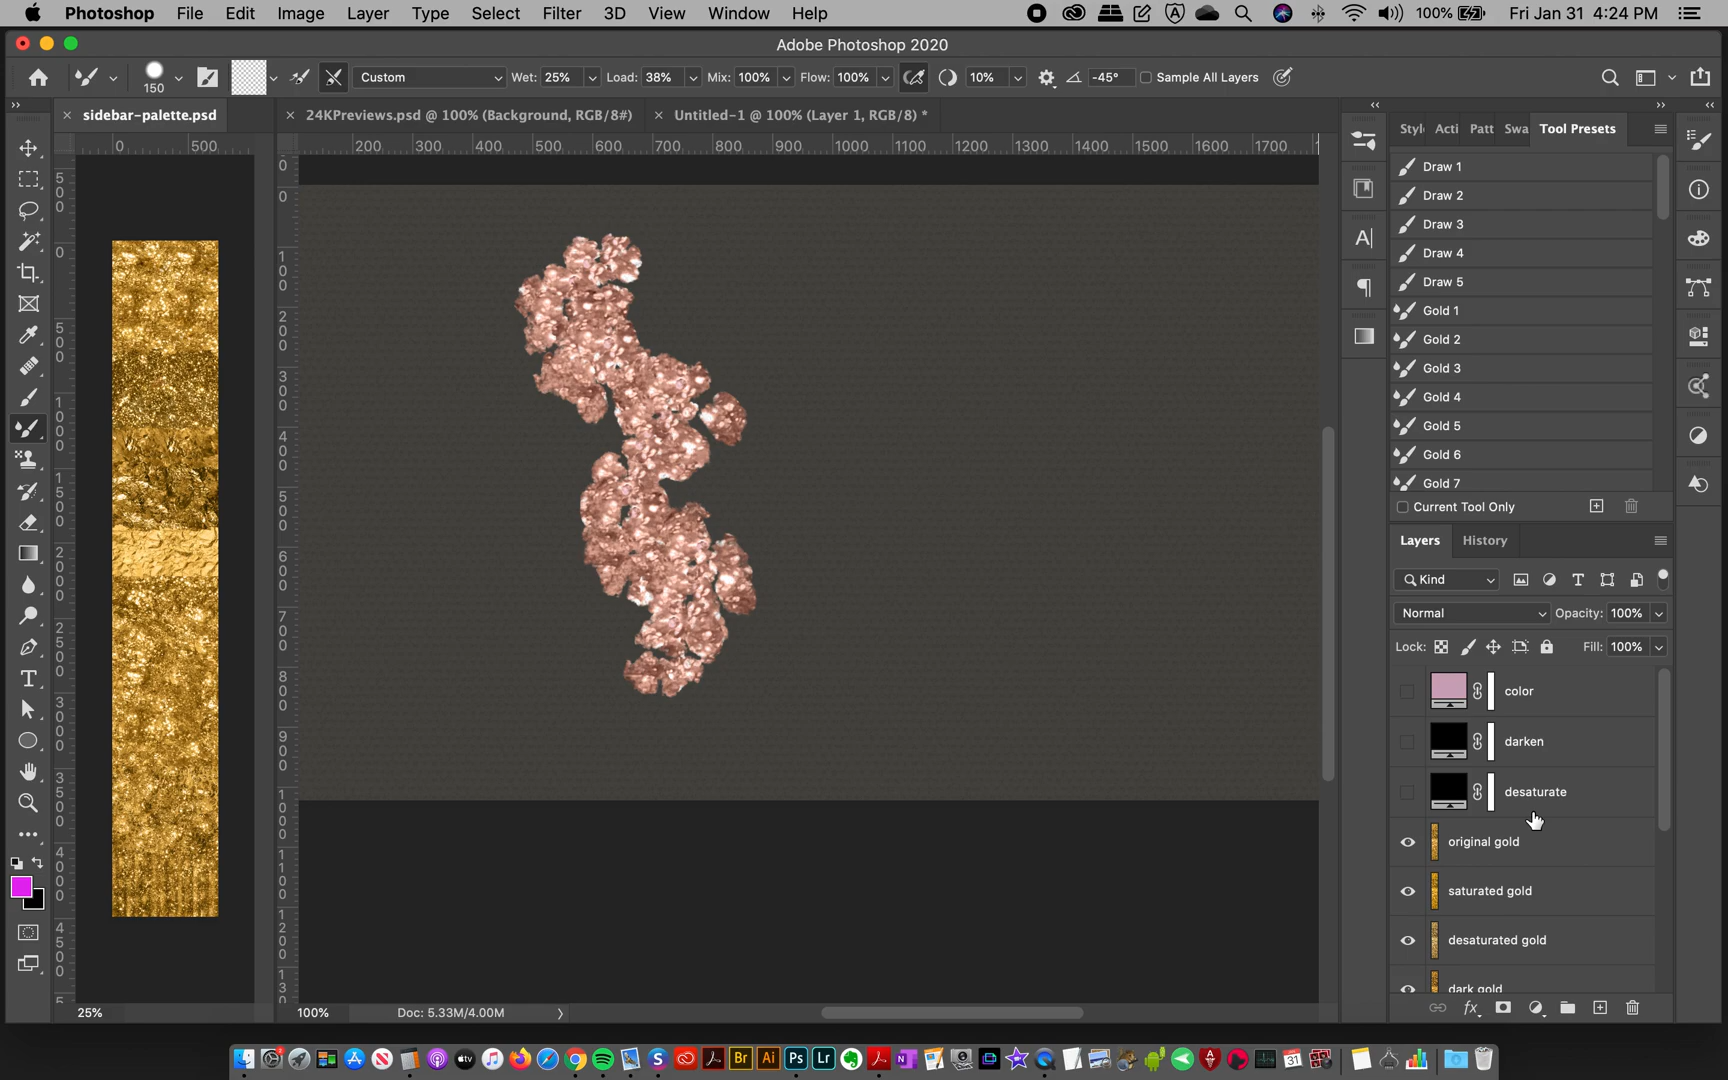 Photoshop File Edit Image Layer Type Select Filter 3D View Window Help 100% Fri Jan 31 4:24 PM
Adobe Photoshop 2020
150 Custom Wet: 25% Load: 38% Mix: 100% Flow: 100% 10% -45° Sample All Layers
sidebar-palette.psd 24KPreviews.psd @ 100% (Background, RGB/8#) Untitled-1 @ 100% (Layer 1, RGB/8) *
Styl Acti Patt Swa Tool Presets
0 500 200 300 400 500 600 700 800 900 1000 1100 1200 1300 1400 1500 1600 1700
Draw 1
Draw 2
Draw 3
Draw 4
Draw 5
Gold 1
Gold 2
Gold 3
Gold 4
Gold 5
Gold 6
Gold 7
Current Tool Only
Layers History
Kind
Normal Opacity: 100%
Lock: Fill: 100%
color
darken
desaturate
original gold
saturated gold
desaturated gold
dark gold
25% 100% Doc: 5.33M/4.00M